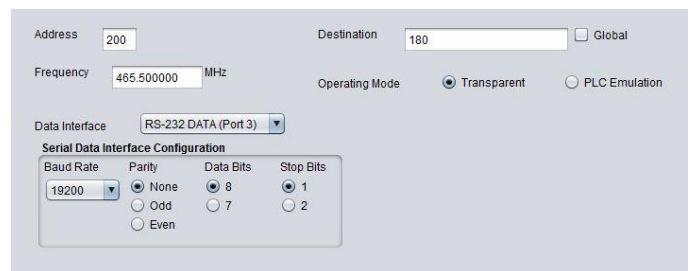 Address 200 Destination 180 Global
Frequency 465.500000 MHz Operating Mode Transparent PLC Emulation
Data Interface RS-232 DATA (Port 3)
Serial Data Interface Configuration
Baud Rate Parity Data Bits Stop Bits
19200 None 8 1
Odd 7 2
Even